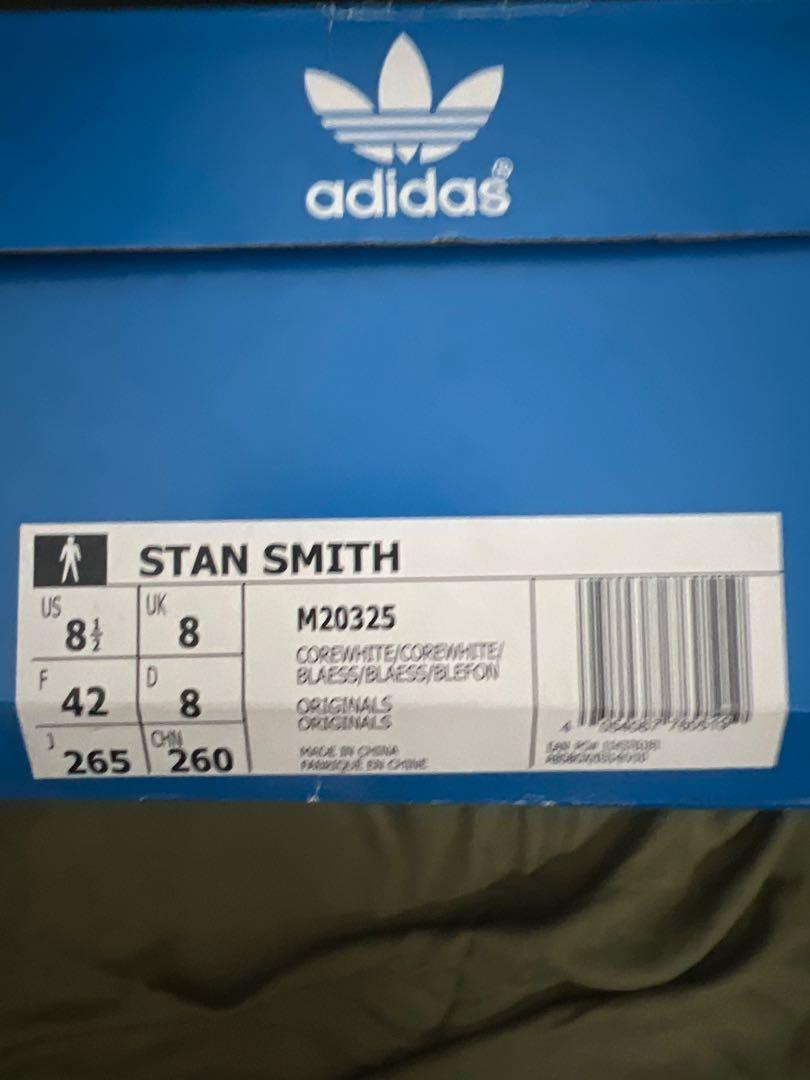 adidas®
STAN SMITH
US 8½ UK 8
F 42 D 8
J 265 CHN 260
M20325
COREWHITE/COREWHITE/
BLAESS/BLAESS/BLEFON
ORIGINALS
ORIGINALS
MADE IN CHINA
FABRIQUÉ EN CHINE